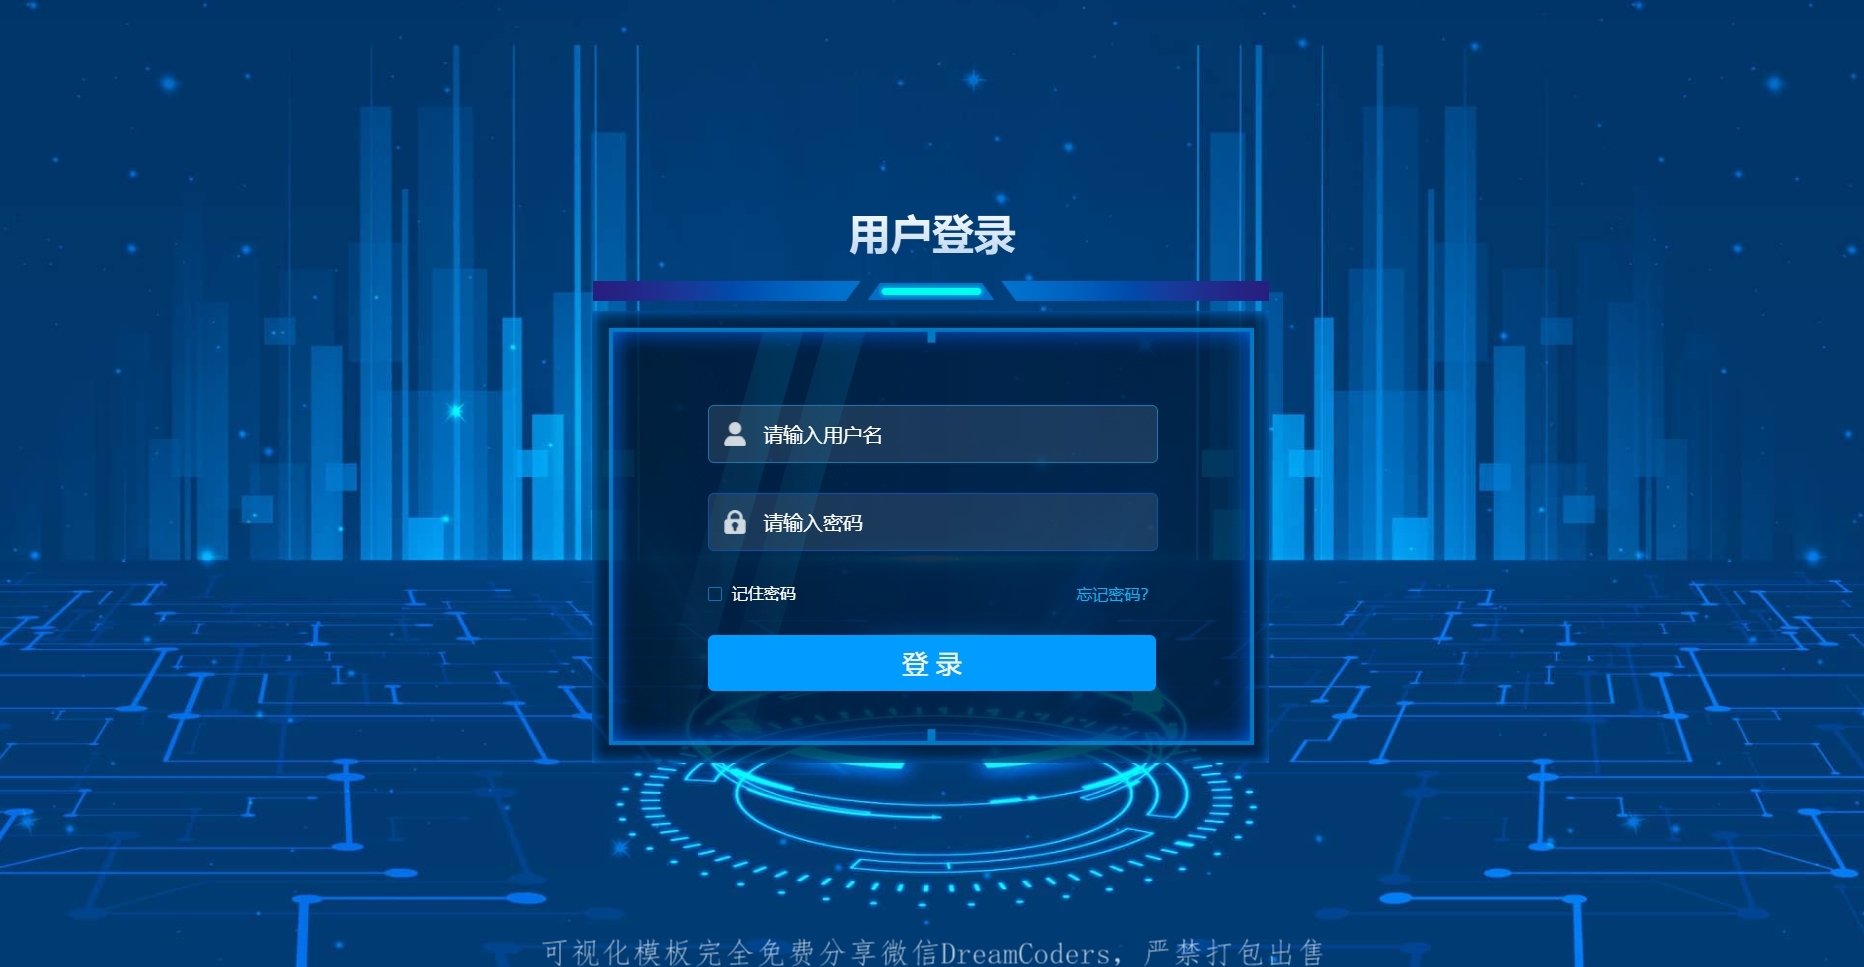 用户登录
请输入用户名
请输入密码
记住密码 忘记密码?
登 录
可视化模板完全免费分享微信DreamCoders，严禁打包出售